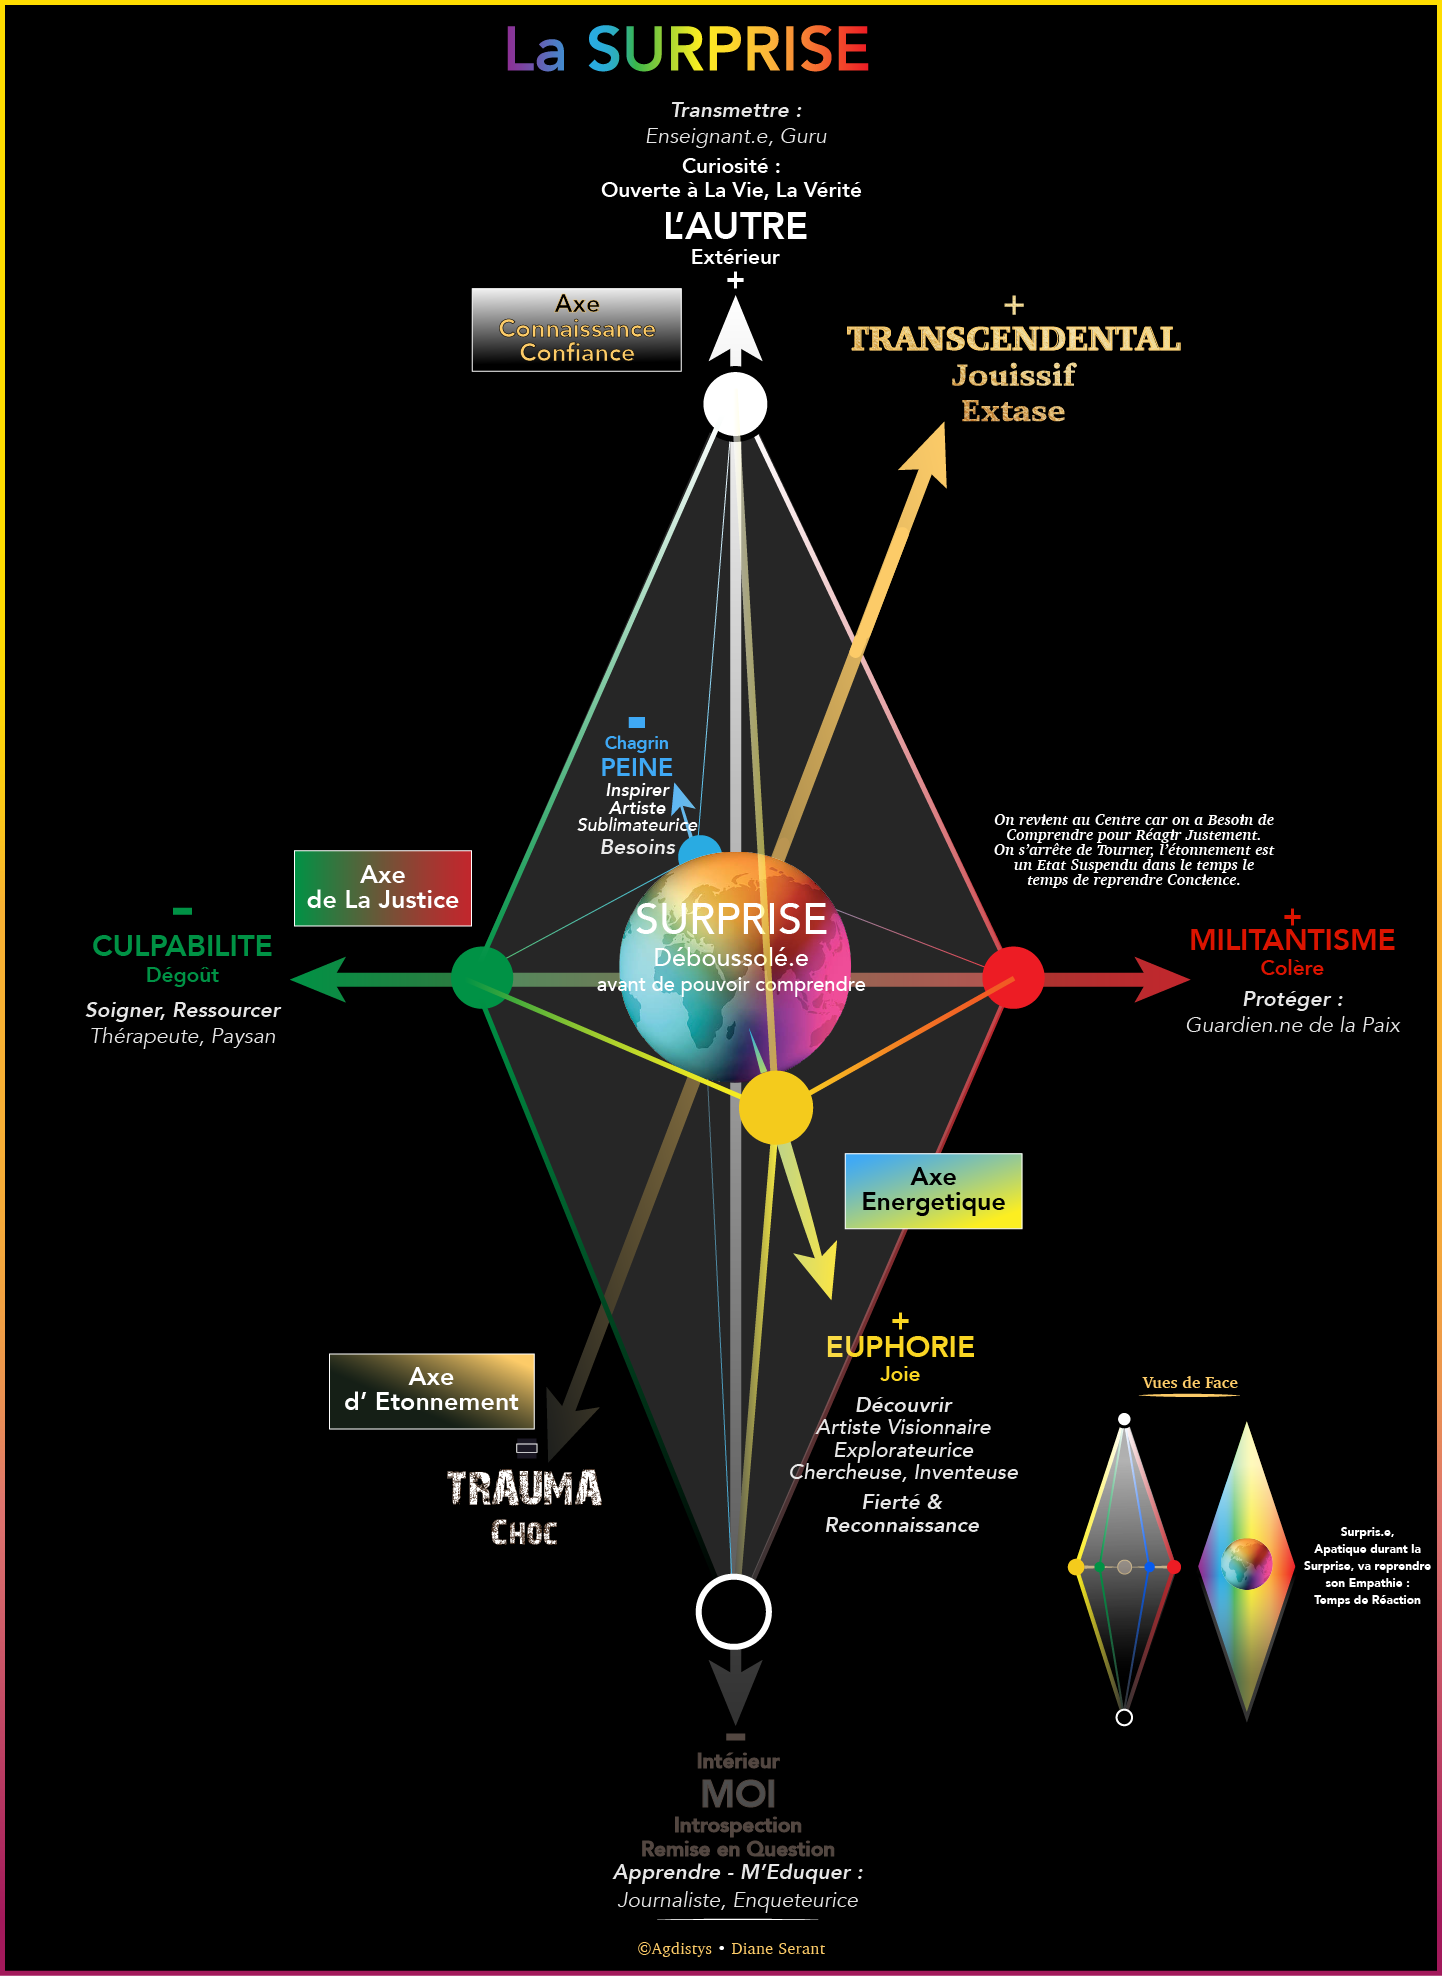 La SURPRISE
Transmettre :
Enseignant.e, Guru
Curiosité :
Ouverte à La Vie, La Vérité
L’AUTRE
Extérieur
+
Axe
Connaissance
Confiance
+
TRANSCENDENTAL
Jouissif
Extase
-
Chagrin
PEINE
Inspirer
Artiste
Sublimateurice
Besoins
On revient au Centre car on a Besoin de
Comprendre pour Réagir Justement.
On s’arrête de Tourner, l’étonnement est
un Etat Suspendu dans le temps le
temps de reprendre Concience.
Axe
de La Justice
-
CULPABILITE
Dégoût
Soigner, Ressourcer
Thérapeute, Paysan
SURPRISE
Déboussolé.e
avant de pouvoir comprendre
+
MILITANTISME
Colère
Protéger :
Guardien.ne de la Paix
Axe
Energetique
+
EUPHORIE
Joie
Découvrir
Artiste Visionnaire
Explorateurice
Chercheuse, Inventeuse
Fierté &
Reconnaissance
Axe
d’ Etonnement
-
TRAUMA
CHOC
Vues de Face
Surpris.e,
Apatique durant la
Surprise, va reprendre
son Empathie :
Temps de Réaction
-
Intérieur
MOI
Introspection
Remise en Question
Apprendre - M’Eduquer :
Journaliste, Enqueteurice
©Agdistys • Diane Serant